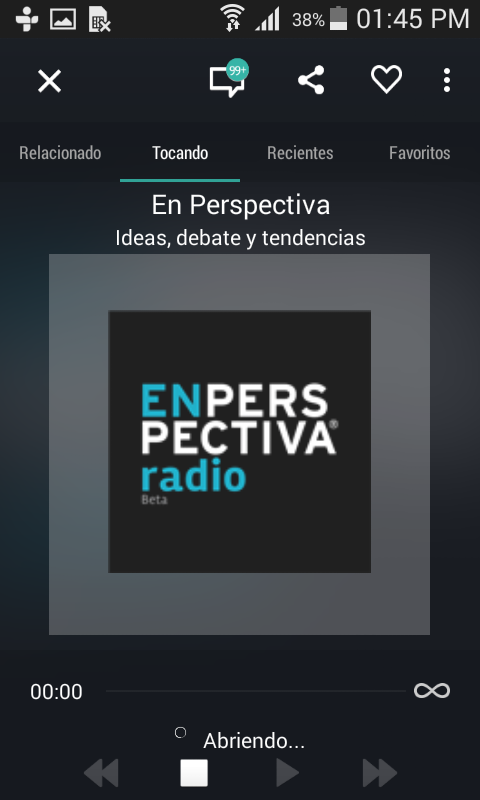 38% 01:45 PM
99+
Relacionado Tocando Recientes Favoritos
En Perspectiva
Ideas, debate y tendencias
ENPERS
PECTIVA®
radio
Beta
00:00
Abriendo...